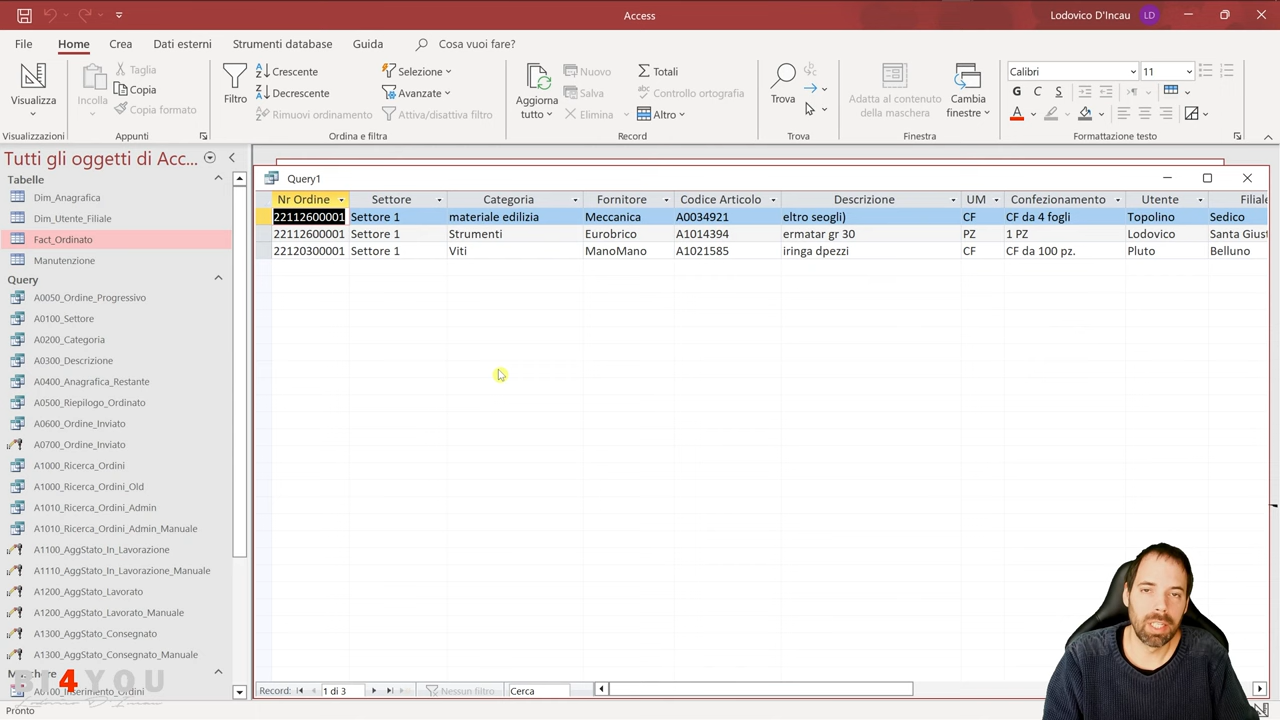 Access
Lodovico D'Incau LD
File Home Crea Dati esterni Strumenti database Guida Cosa vuoi fare?
Visualizza
Visualizzazioni
Incolla
Taglia
Copia
Copia formato
Appunti
Filtro
Crescente
Decrescente
Rimuovi ordinamento
Selezione
Avanzate
Attiva/Disattiva filtri
Ordina e filtra
Aggiorna
tutto
Nuovo
Salva
Elimina
Totali
Controllo ortografia
Altro
Record
Trova
Trova
Adatta al contenuto
della maschera
Cambia
finestre
Finestra
Calibri 11
G C S
A
Formattazione testo
Tutti gli oggetti di Acc...
Tabelle
Dim_Anagrafica
Dim_Utente_Filiale
Fact_Ordinato
Manutenzione
Query
A0050_Ordine_Progressivo
A0100_Settore
A0200_Categoria
A0300_Descrizione
A0400_Anagrafica_Restante
A0500_Riepilogo_Ordinato
A0600_Ordine_Inviato
A0700_Ordine_Inviato
A1000_Ricerca_Ordini
A1000_Ricerca_Ordini_Old
A1010_Ricerca_Ordini_Admin
A1010_Ricerca_Ordini_Admin_Manuale
A1100_AggStato_In_Lavorazione
A1110_AggStato_In_Lavorazione_Manuale
A1200_AggStato_Lavorato
A1200_AggStato_Lavorato_Manuale
A1300_AggStato_Consegnato
A1300_AggStato_Consegnato_Manuale
A0100_Inserimento_Ordini
BI4YOU
Lodovico D'Incau
Pronto
Query1
Nr Ordine Settore Categoria Fornitore Codice Articolo Descrizione UM Confezionamento Utente Filiale
22112600001 Settore 1 materiale edilizia Meccanica A0034921 eltro seogli) CF CF da 4 fogli Topolino Sedico
22112600001 Settore 1 Strumenti Eurobrico A1014394 ermatar gr 30 PZ 1 PZ Lodovico Santa Gius
22120300001 Settore 1 Viti ManoMano A1021585 iringa dpezzi CF CF da 100 pz. Pluto Belluno
Record: 1 di 3 Nessun filtro Cerca